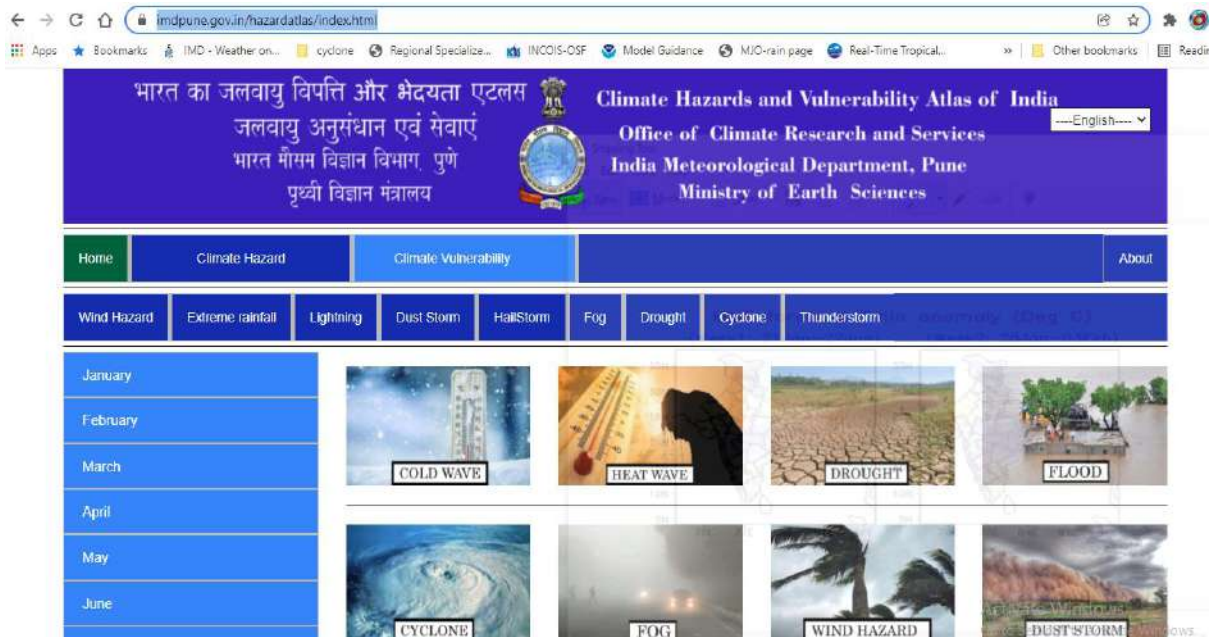 imdpune.gov.in/hazardatlas/index.html
Apps Bookmarks IMD - Weather on... cyclone Regional Specialize... INCOIS-OSF Model Guidance MJO-rain page Real-Time Tropical,... » Other bookmarks Readin
भारत का जलवायु विपत्ति और भेदयता एटलस
जलवायु अनुसंधान एवं सेवाएं
भारत मौसम विज्ञान विभाग, पुणे
पृथ्वी विज्ञान मंत्रालय
Climate Hazards and Vulnerability Atlas of India
Office of Climate Research and Services
India Meteorological Department, Pune
Ministry of Earth Sciences
----English----
Home Climate Hazard Climate Vulnerability About
Wind Hazard Extreme rainfall Lightning Dust Storm HailStorm Fog Drought Cyclone Thunderstorm
January
February
March
April
May
June
COLD WAVE HEAT WAVE DROUGHT FLOOD
CYCLONE FOG WIND HAZARD DUST STORM
Activate Windows